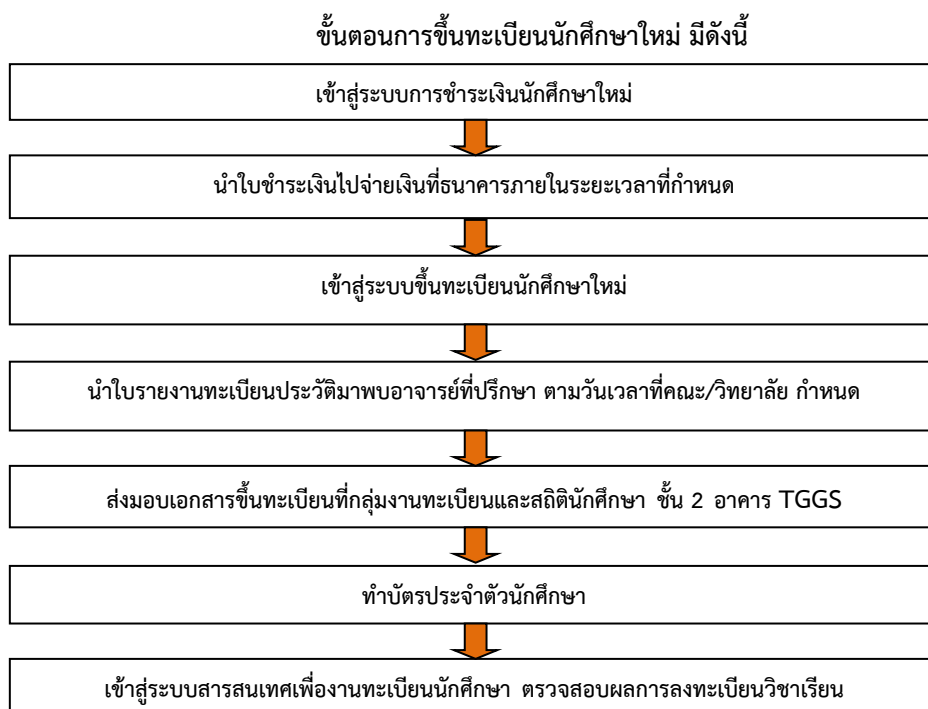 ขั้นตอนการขึ้นทะเบียนนักศึกษาใหม่ มีดังนี้
เข้าสู่ระบบการชำระเงินนักศึกษาใหม่
นำใบชำระเงินไปจ่ายเงินที่ธนาคารภายในระยะเวลาที่กำหนด
เข้าสู่ระบบขึ้นทะเบียนนักศึกษาใหม่
นำใบรายงานทะเบียนประวัติมาพบอาจารย์ที่ปรึกษา ตามวันเวลาที่คณะ/วิทยาลัย กำหนด
ส่งมอบเอกสารขึ้นทะเบียนที่กลุ่มงานทะเบียนและสถิตินักศึกษา ชั้น 2 อาคาร TGGS
ทำบัตรประจำตัวนักศึกษา
เข้าสู่ระบบสารสนเทศเพื่องานทะเบียนนักศึกษา ตรวจสอบผลการลงทะเบียนวิชาเรียน